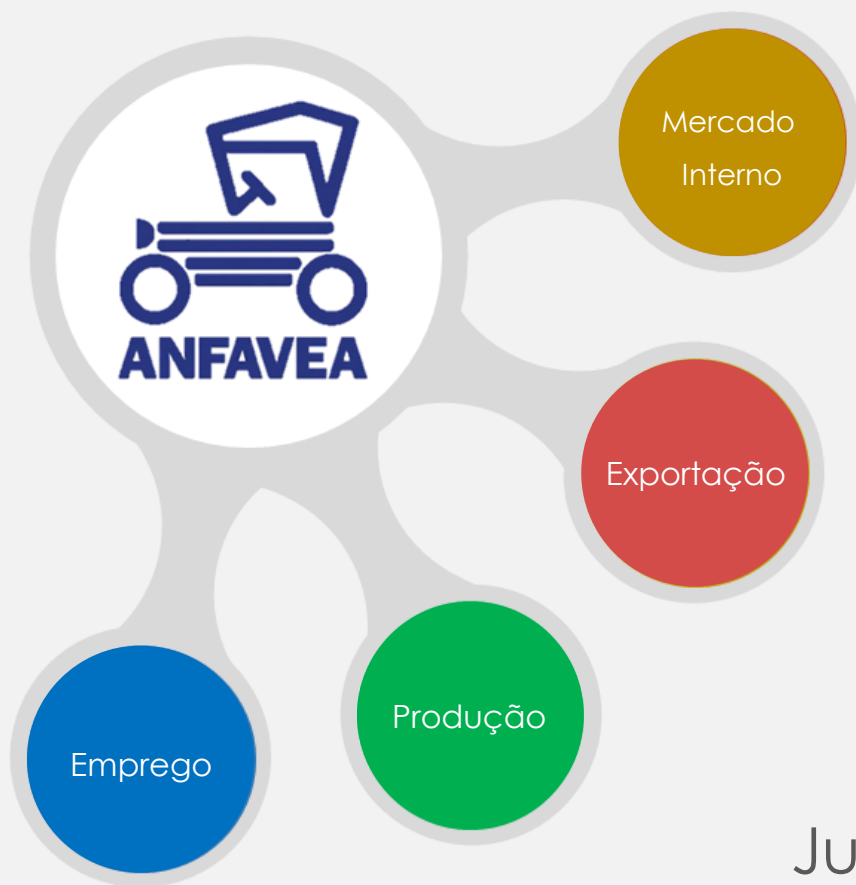 ANFAVEA
Mercado
Interno
Exportação
Produção
Emprego